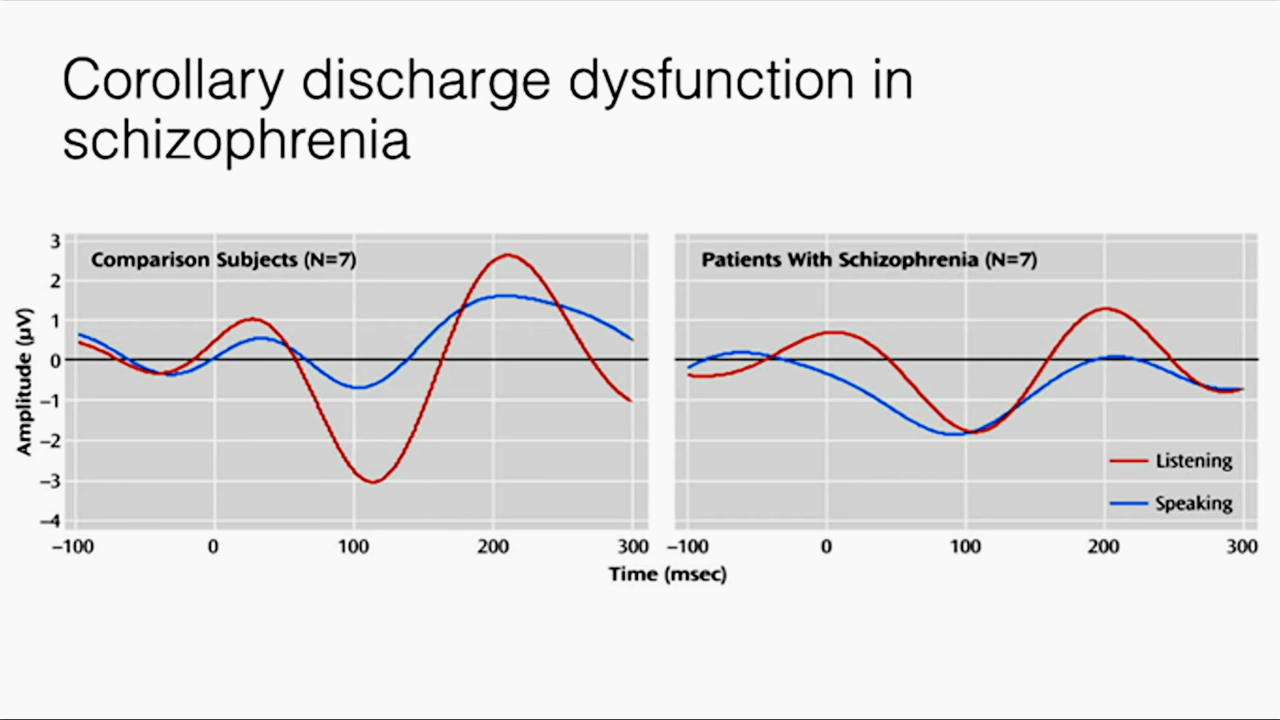 Corollary discharge dysfunction in
schizophrenia
Comparison Subjects (N=7)
Patients With Schizophrenia (N=7)
Amplitude (μV)
3
2
1
0
−1
−2
−3
−4
Listening
Speaking
−100 0 100 200 300 −100 0 100 200 300
Time (msec)